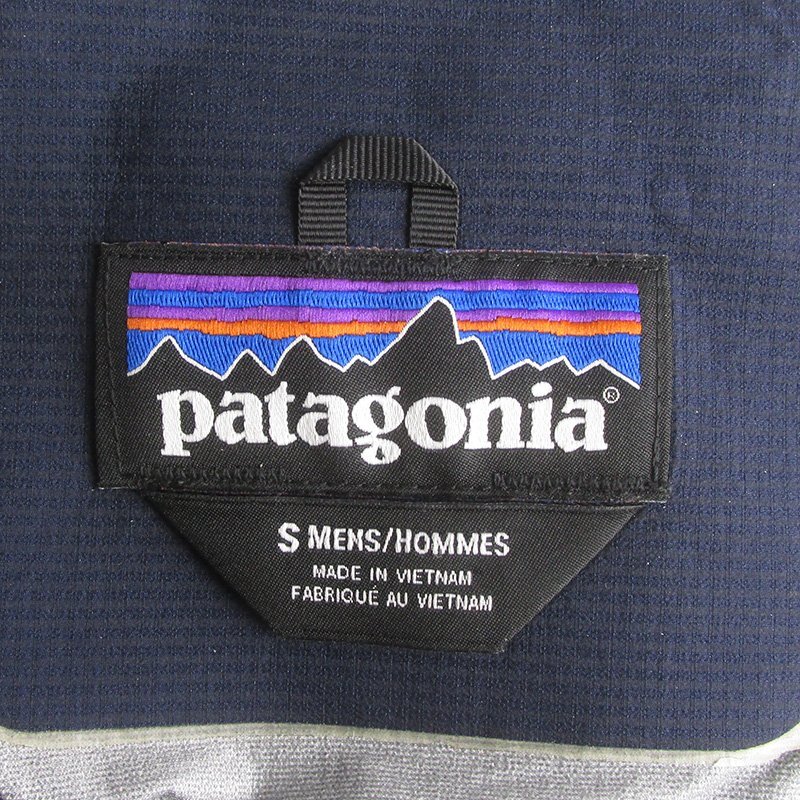 patagonia®
S MENS/HOMMES
MADE IN VIETNAM
FABRIQUÉ AU VIETNAM